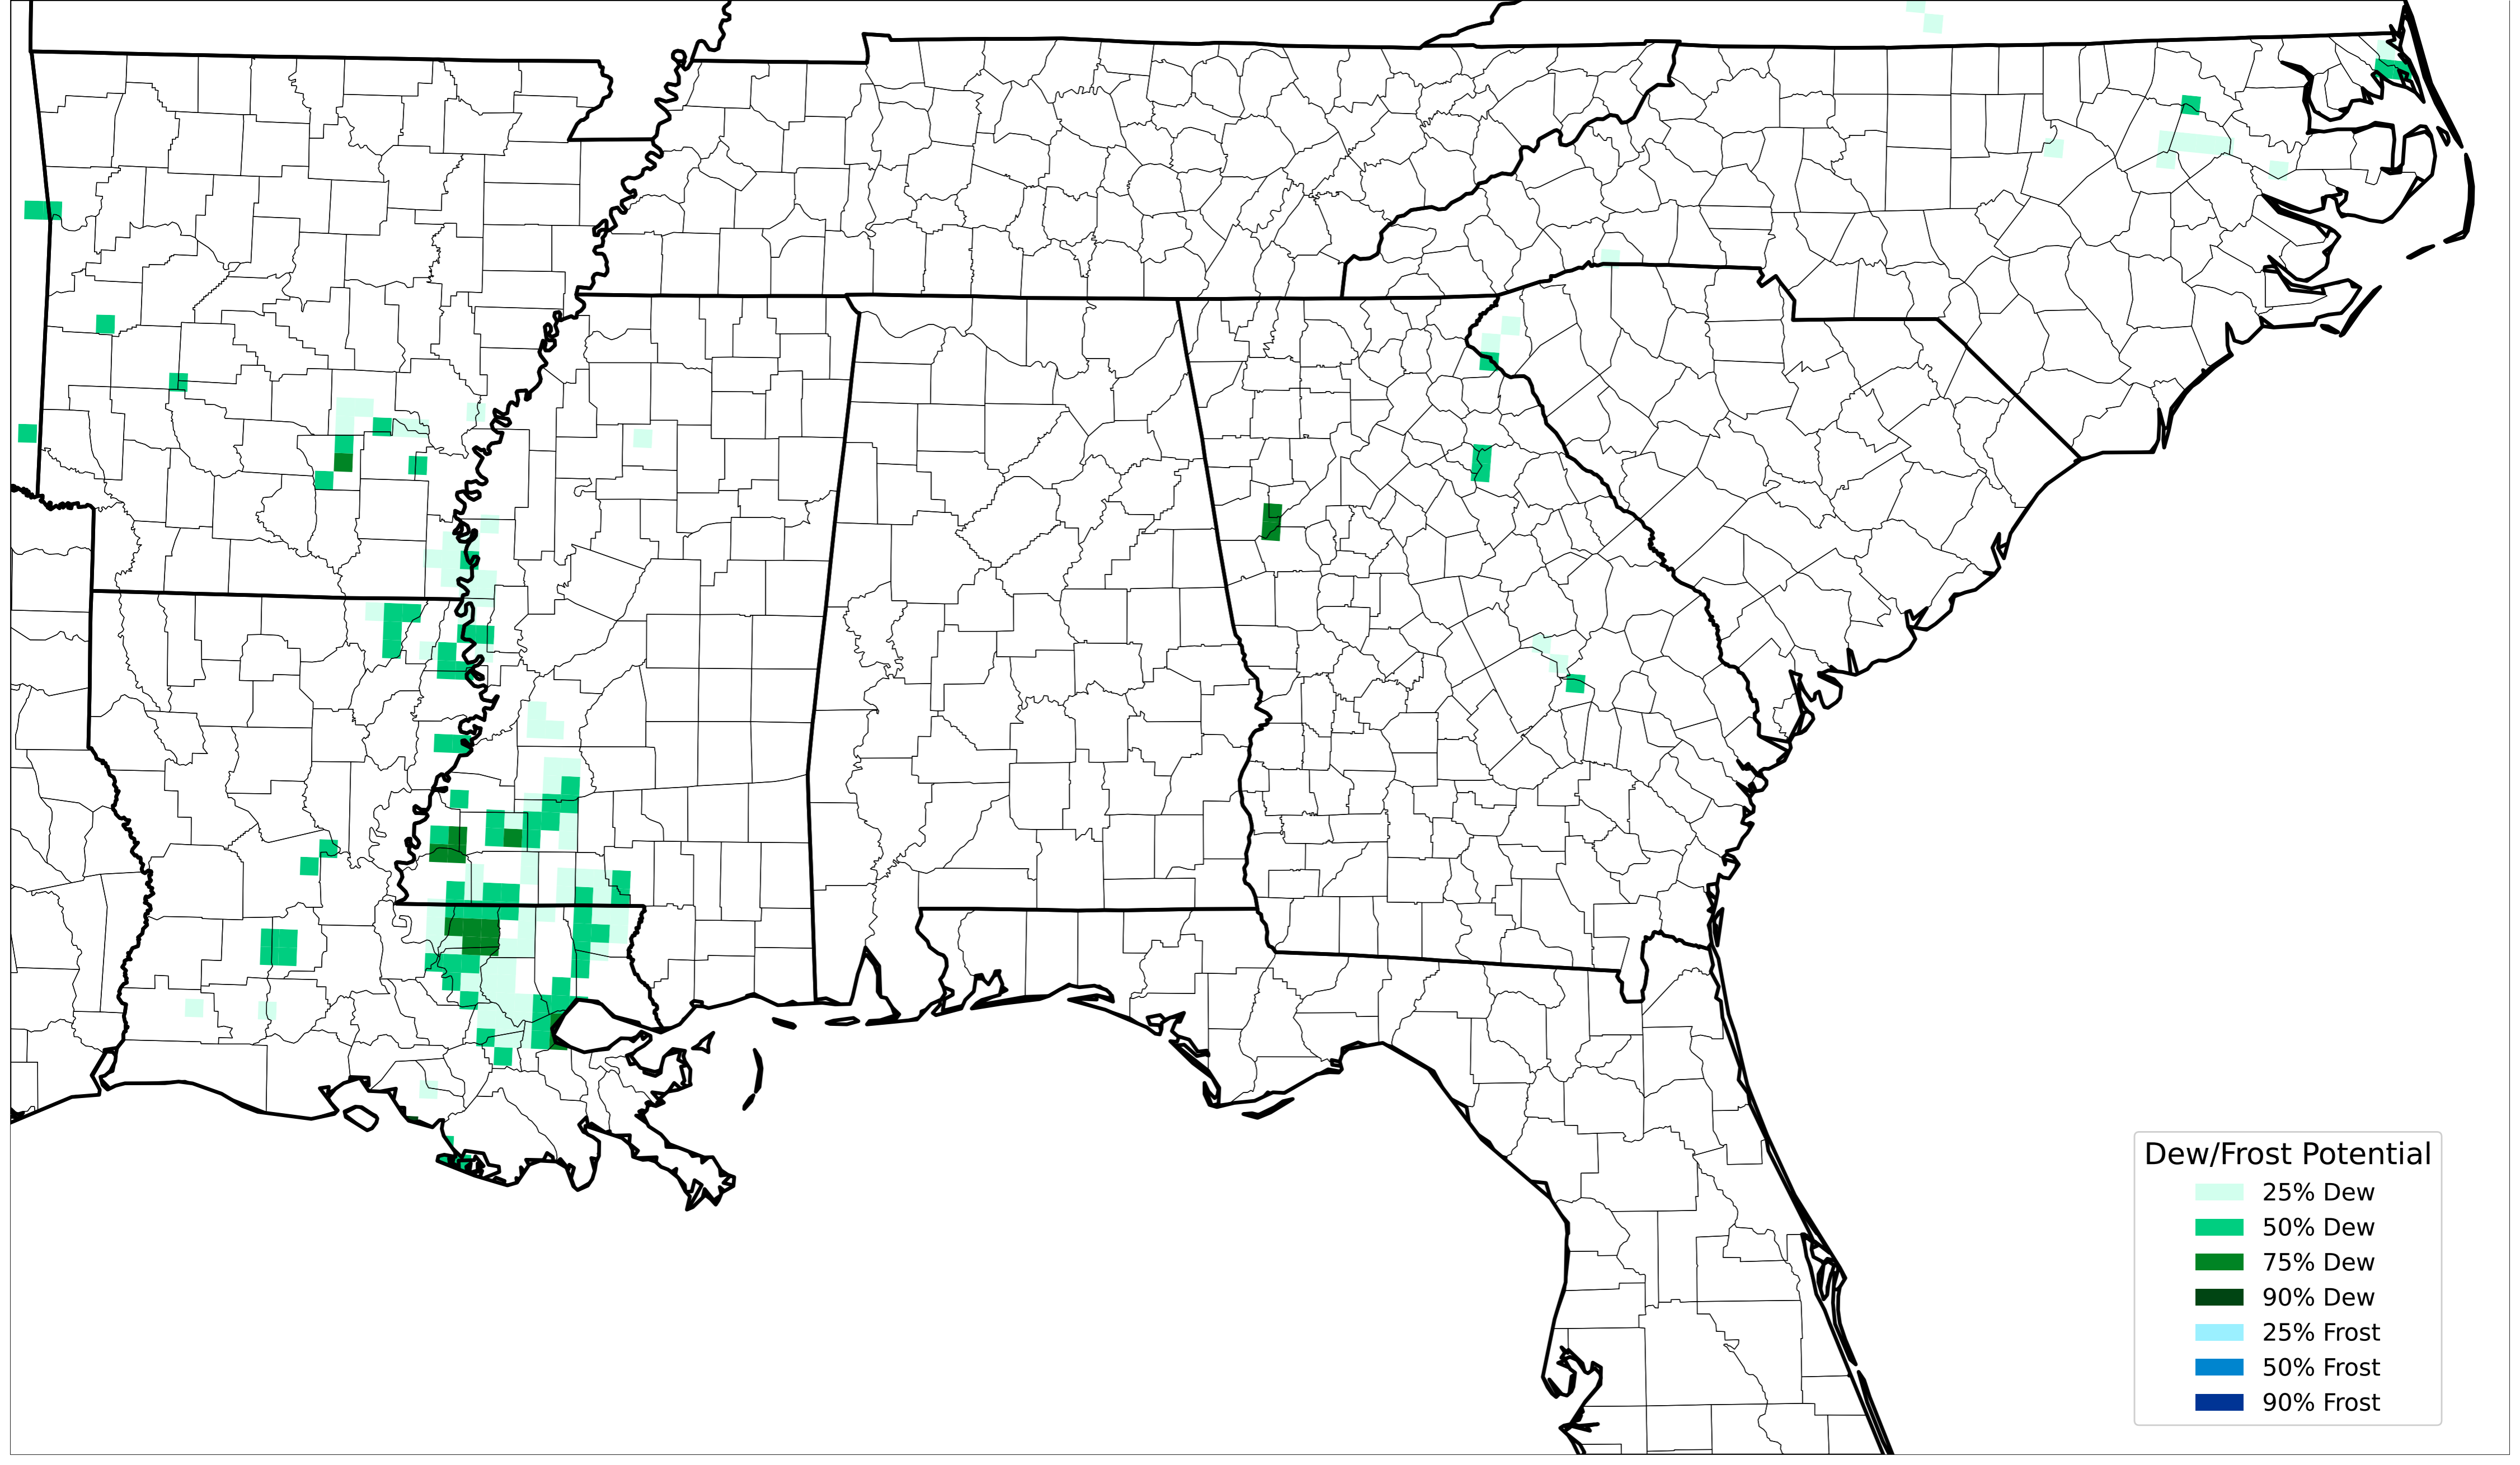 Dew/Frost Potential
25% Dew
50% Dew
75% Dew
90% Dew
25% Frost
50% Frost
90% Frost